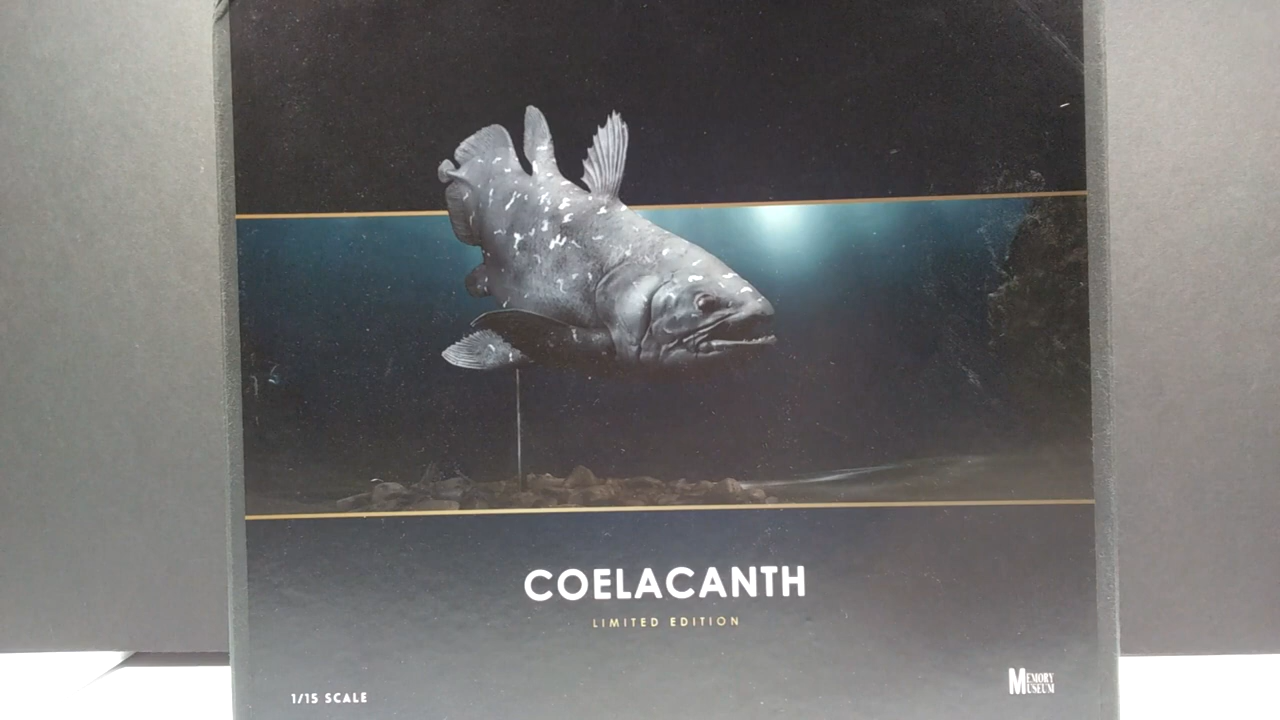 COELACANTH
LIMITED EDITION
1/15 SCALE
MEMORY
MUSEUM